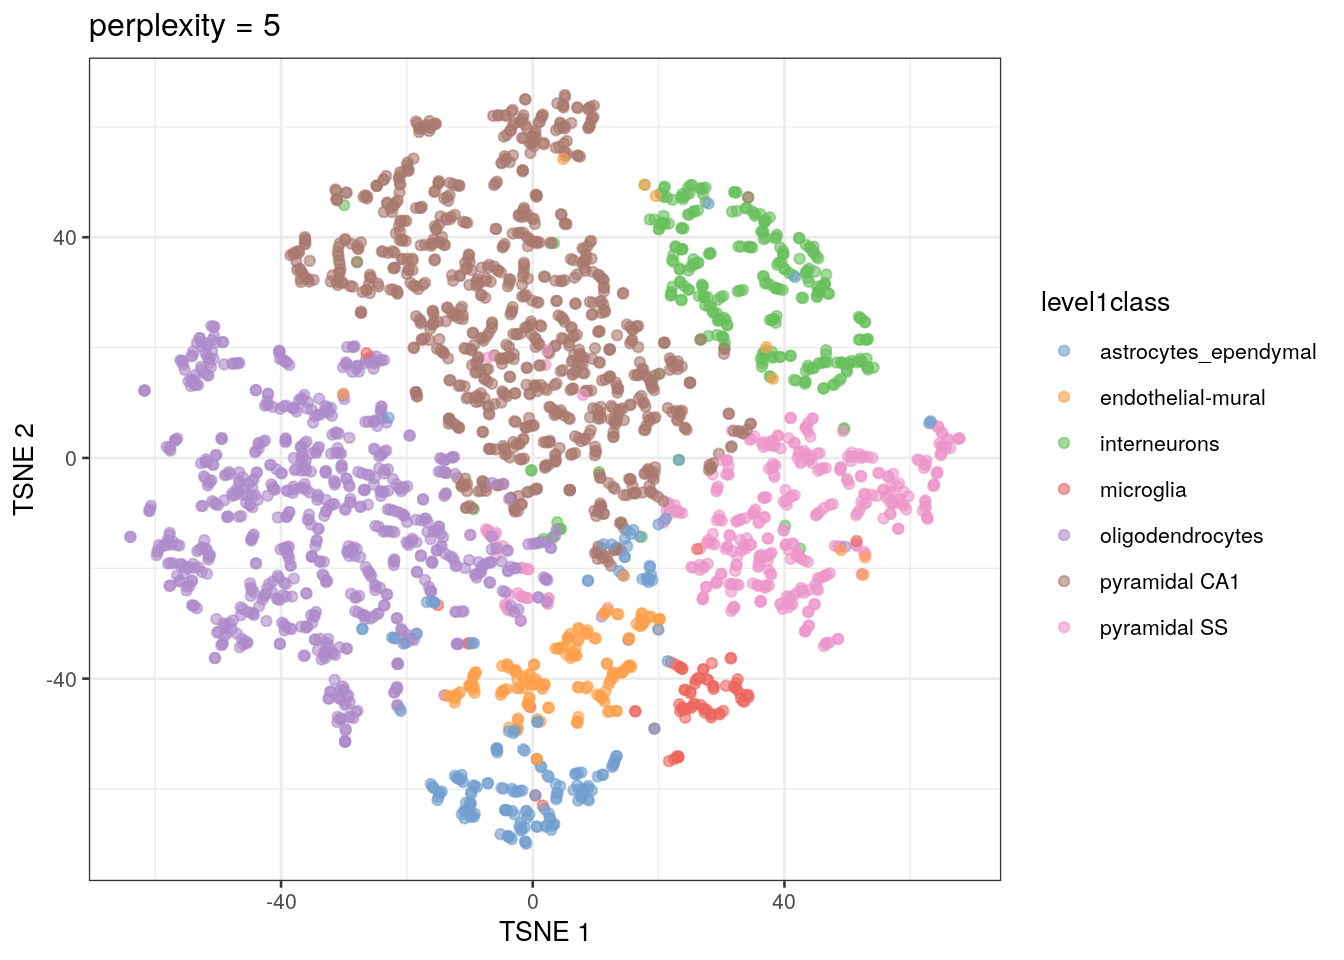 perplexity = 5
TSNE 2
40
0
-40
-40
0
40
TSNE 1
level1class
astrocytes_ependymal
endothelial-mural
interneurons
microglia
oligodendrocytes
pyramidal CA1
pyramidal SS